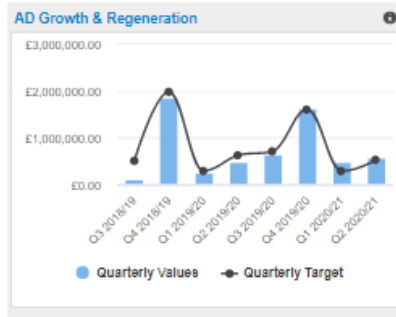 AD Growth & Regeneration
£3,000,000.00
£2,000,000.00
£1,000,000.00
£0.00
Q3 2018/19
Q4 2018/19
Q1 2019/20
Q2 2019/20
Q3 2019/20
Q4 2019/20
Q1 2020/21
Q2 2020/21
Quarterly Values
Quarterly Target